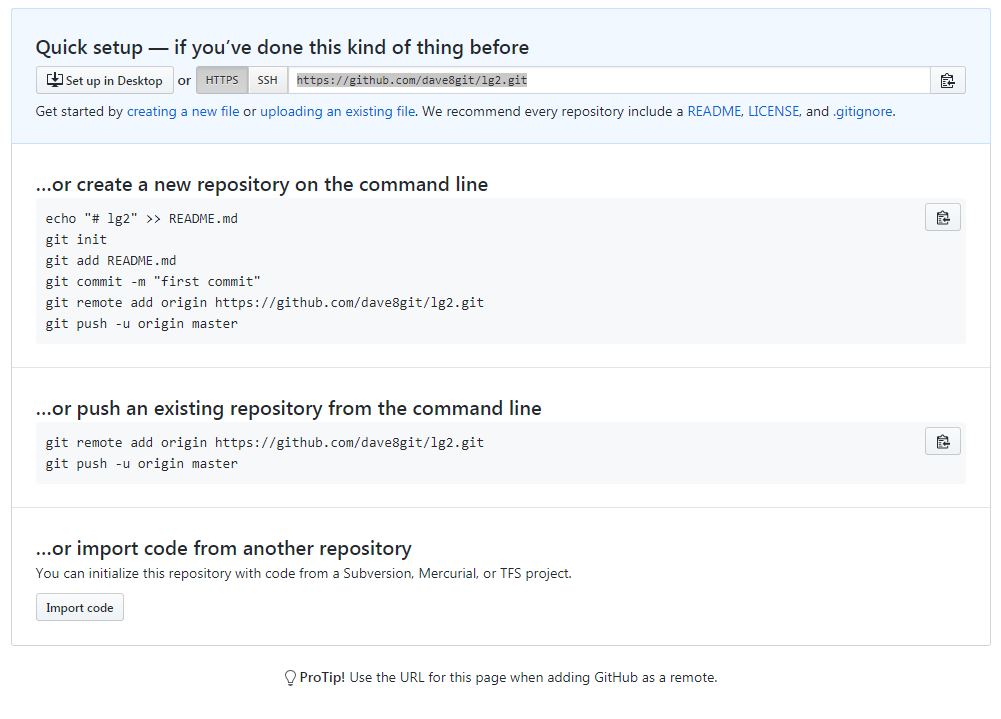 Quick setup — if you’ve done this kind of thing before
Set up in Desktop or HTTPS SSH https://github.com/dave8git/lg2.git
Get started by creating a new file or uploading an existing file. We recommend every repository include a README, LICENSE, and .gitignore.
…or create a new repository on the command line
echo "# lg2" >> README.md
git init
git add README.md
git commit -m "first commit"
git remote add origin https://github.com/dave8git/lg2.git
git push -u origin master
…or push an existing repository from the command line
git remote add origin https://github.com/dave8git/lg2.git
git push -u origin master
…or import code from another repository
You can initialize this repository with code from a Subversion, Mercurial, or TFS project.
Import code
ProTip! Use the URL for this page when adding GitHub as a remote.